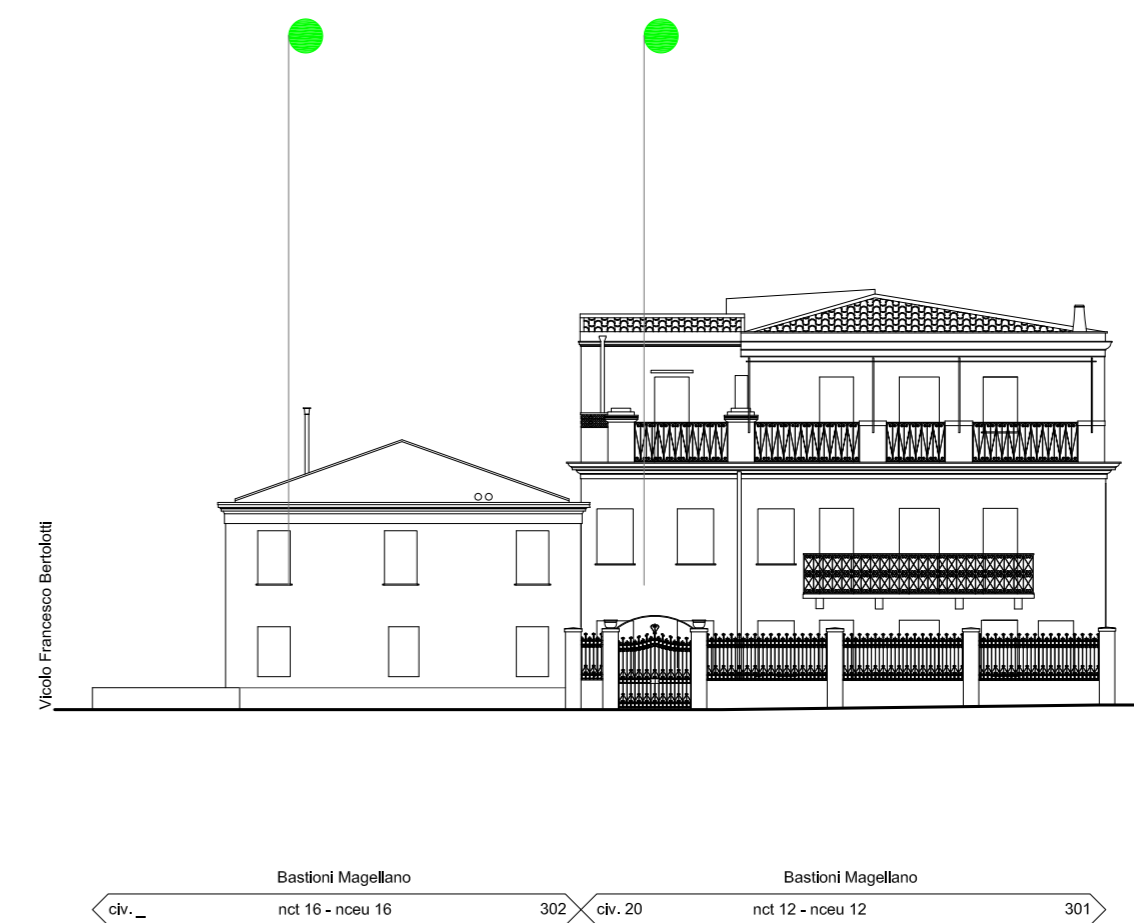 Vicolo Francesco Bertolotti
Bastioni Magellano
civ. _ nct 16 - nceu 16 302
Bastioni Magellano
civ. 20 nct 12 - nceu 12 301